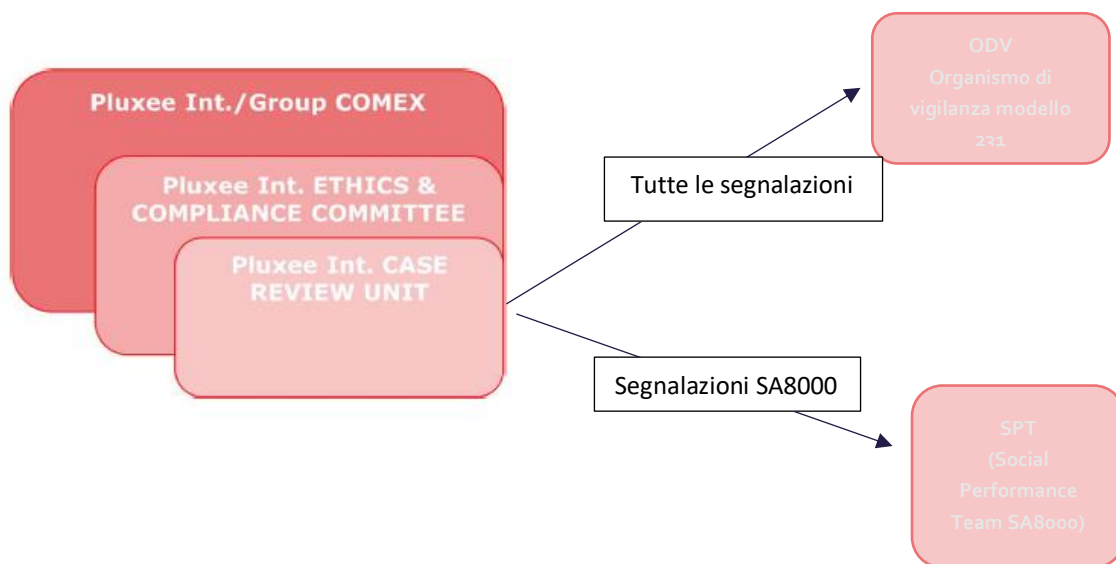 Pluxee Int./Group COMEX
Pluxee Int. ETHICS &
COMPLIANCE COMMITTEE
Pluxee Int. CASE
REVIEW UNIT
Tutte le segnalazioni
Segnalazioni SA8000
ODV
Organismo di
vigilanza modello
231
SPT
(Social
Performance
Team SA8000)